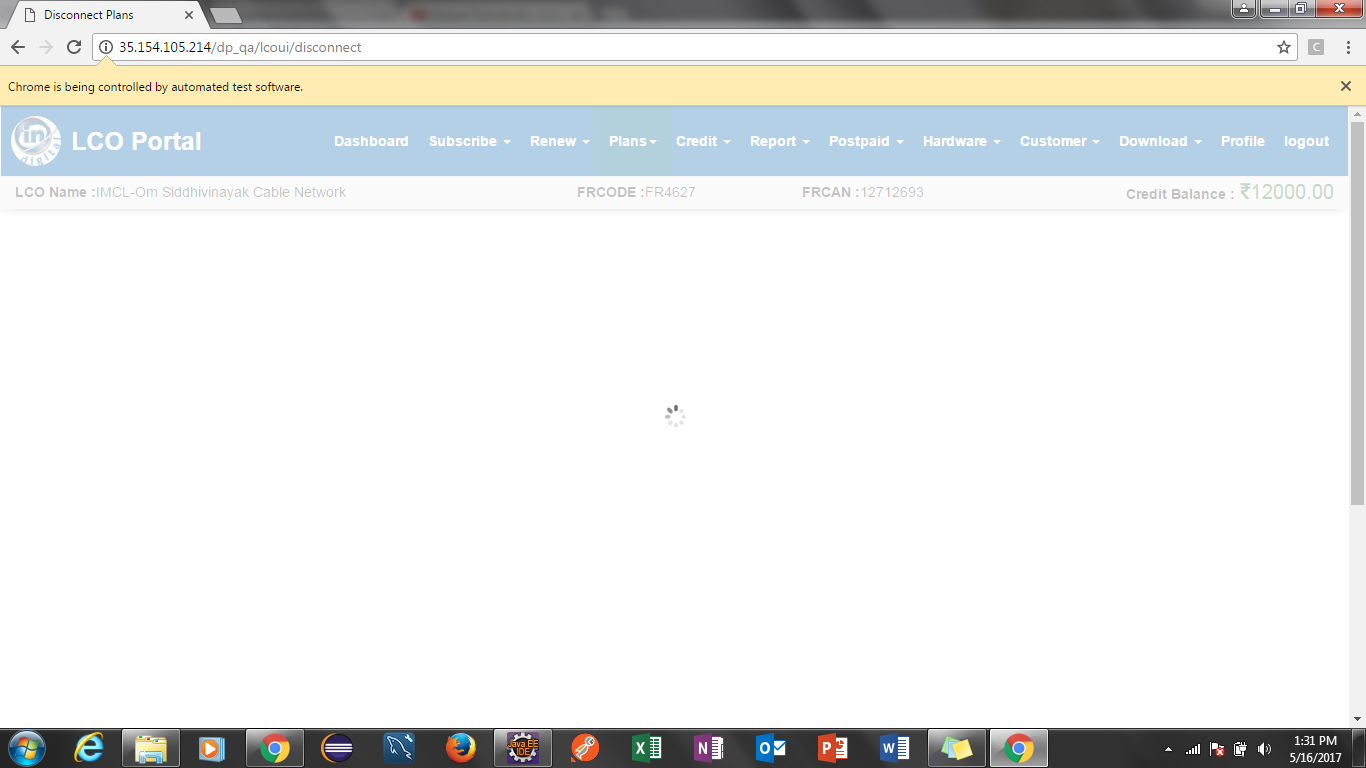 Disconnect Plans
35.154.105.214/dp_qa/lcoui/disconnect
C
Chrome is being controlled by automated test software.
in digital LCO Portal Dashboard Subscribe Renew Plans Credit Report Postpaid Hardware Customer Download Profile logout
LCO Name :IMCL-Om Siddhivinayak Cable Network FRCODE :FR4627 FRCAN :12712693 Credit Balance : ₹12000.00
Java EE IDE
1:31 PM
5/16/2017